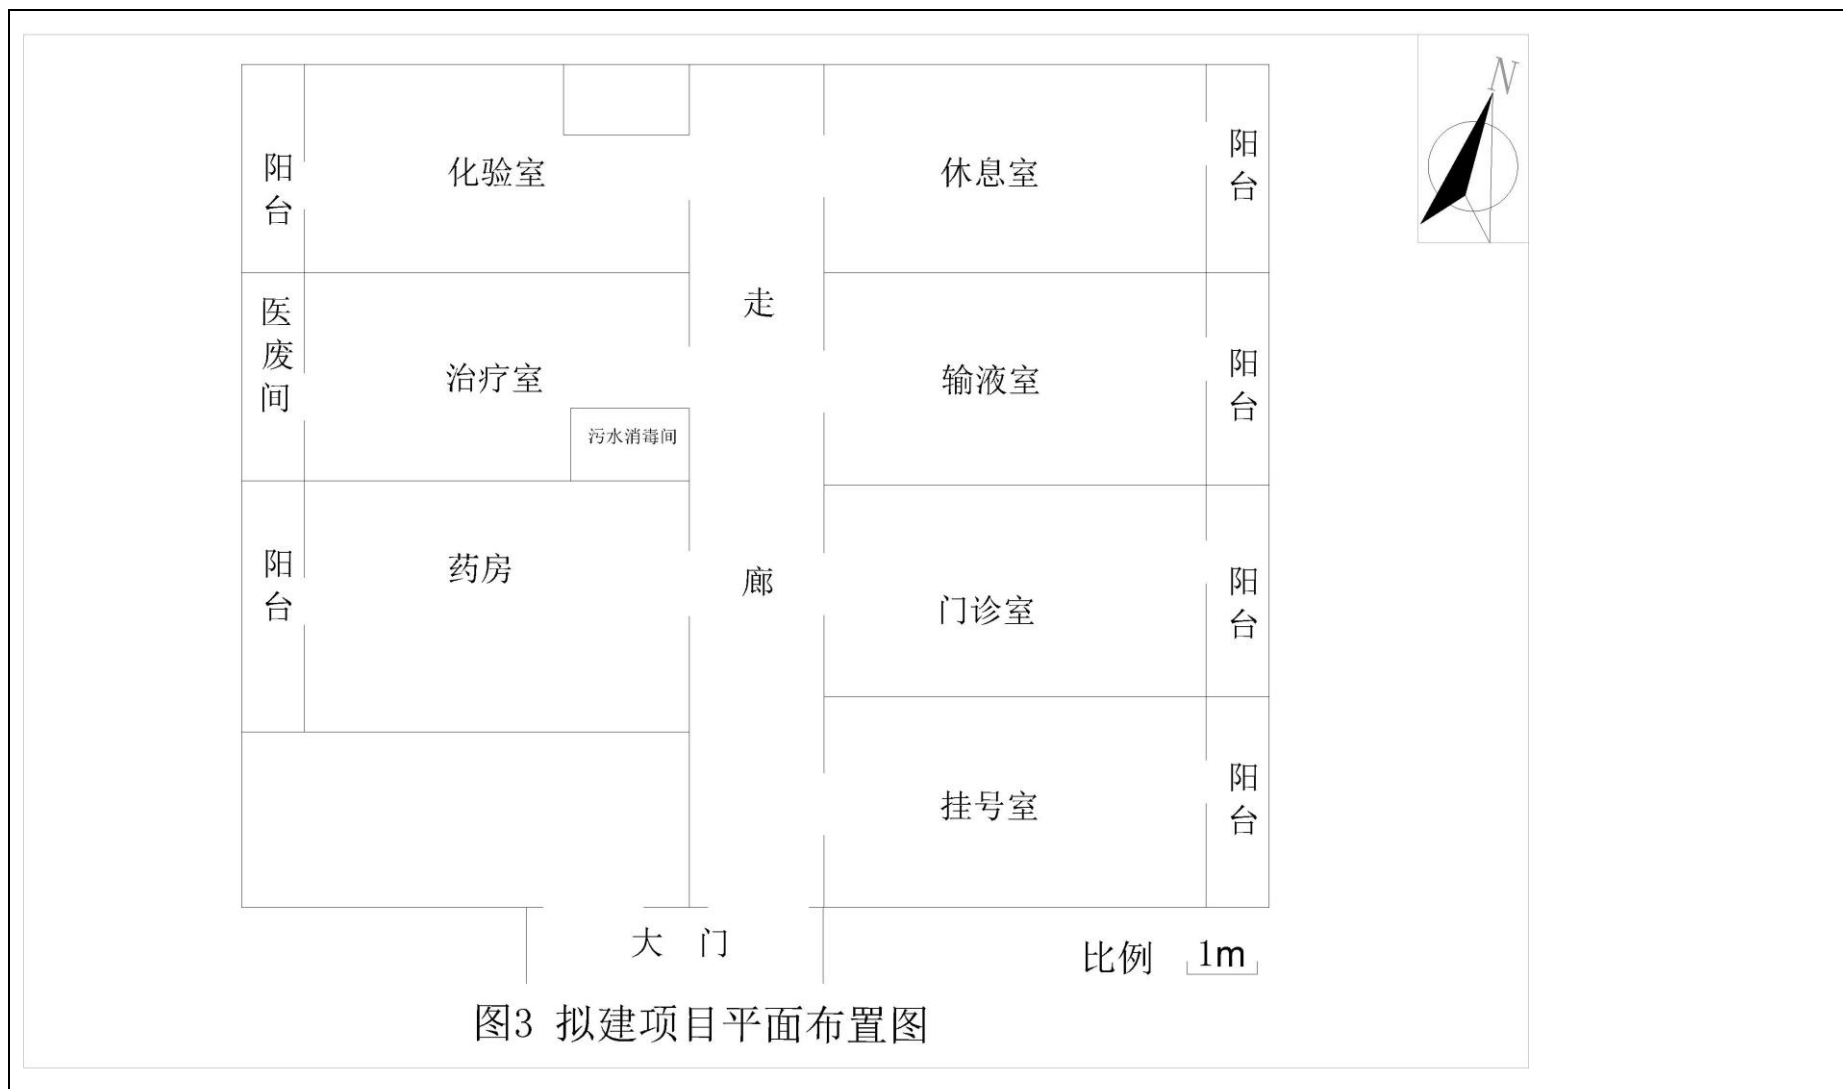 N
阳台
化验室
休息室
阳台
医废间
治疗室
污水消毒间
走廊
输液室
阳台
阳台
药房
门诊室
阳台
挂号室
阳台
大 门
比例 1m
图3 拟建项目平面布置图